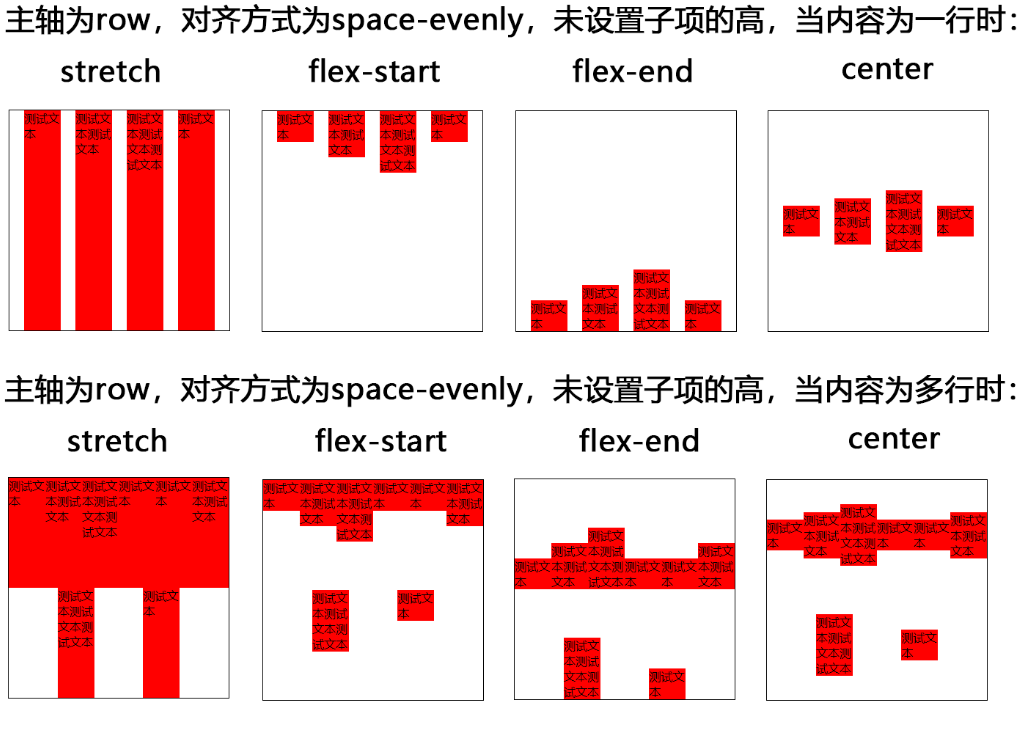 主轴为row，对齐方式为space-evenly，未设置子项的高，当内容为一行时：
stretch flex-start flex-end center
测试文 测试文 测试文 测试文
本 本测试 本测试 本
文本 文本测
试文本
测试文 测试文 测试文 测试文
本 本测试 本测试 本
文本 文本测
试文本
测试文
测试文 本测试
测试文 本测试 文本测 测试文
本 文本 试文本 本
测试文
本
测试文
本测试
文本
测试文
本测试
文本测
试文本
测试文
本
主轴为row，对齐方式为space-evenly，未设置子项的高，当内容为多行时：
stretch flex-start flex-end center
测试文 测试文 测试文 测试文 测试文 测试文
本 本测试 本测试 本 本 本测试
文本 文本测 文本
试文本
测试文 测试文
本测试 本
文本测
试文本
测试文 测试文 测试文 测试文 测试文 测试文
本 本测试 本测试 本 本 本测试
文本 文本测 文本
试文本
测试文 测试文
本测试 本
文本测
试文本
测试文
测试文 本测试 测试文
测试文 本测试 文本测 测试文 测试文 本测试
本 文本 试文本 本 本 文本
测试文
本测试
文本测 测试文
试文本 本
测试文
本
测试文
本测试
文本
测试文
本测试
文本测
试文本
测试文
本
测试文
本
测试文
本测试
文本
测试文
本测试
文本测
试文本
测试文
本